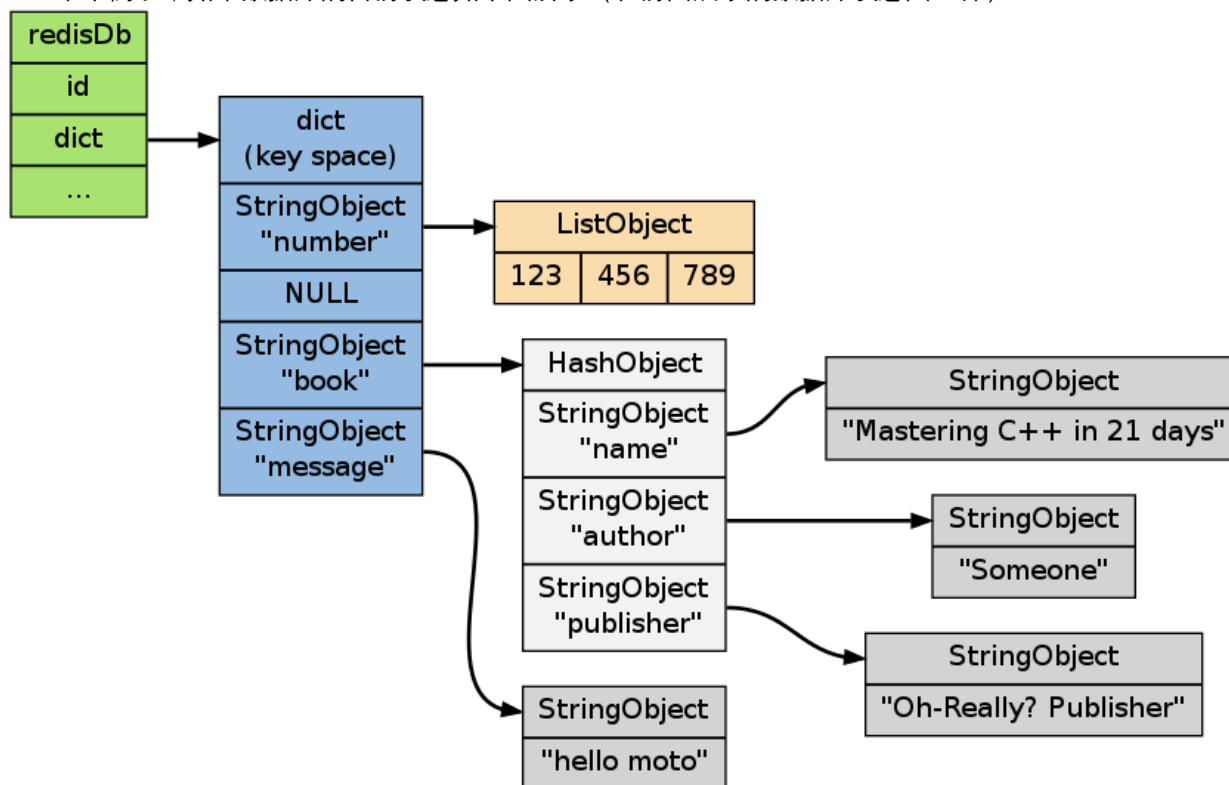 redisDb
id
dict
...
dict
(key space)
StringObject
"number"
NULL
StringObject
"book"
StringObject
"message"
ListObject
123 456 789
HashObject
StringObject
"name"
StringObject
"author"
StringObject
"publisher"
StringObject
"Mastering C++ in 21 days"
StringObject
"Someone"
StringObject
"Oh-Really? Publisher"
StringObject
"hello moto"